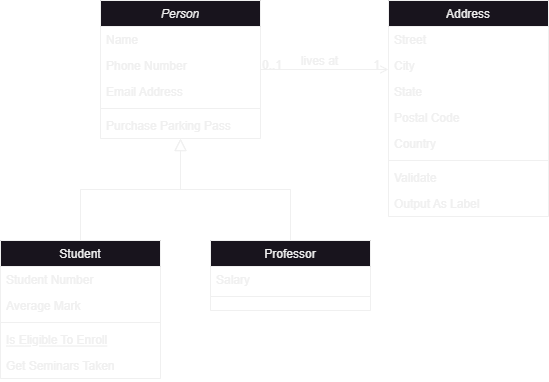 Person
Name
Phone Number
Email Address
Purchase Parking Pass
0..1 lives at 1
Address
Street
City
State
Postal Code
Country
Validate
Output As Label
Student
Student Number
Average Mark
Is Eligible To Enroll
Get Seminars Taken
Professor
Salary